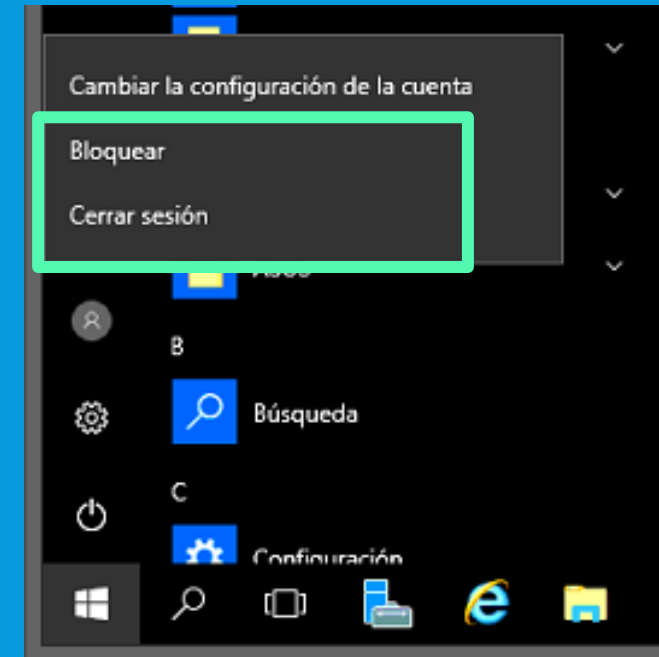 Cambiar la configuración de la cuenta
Bloquear
Cerrar sesión
B
Búsqueda
C
Configuración